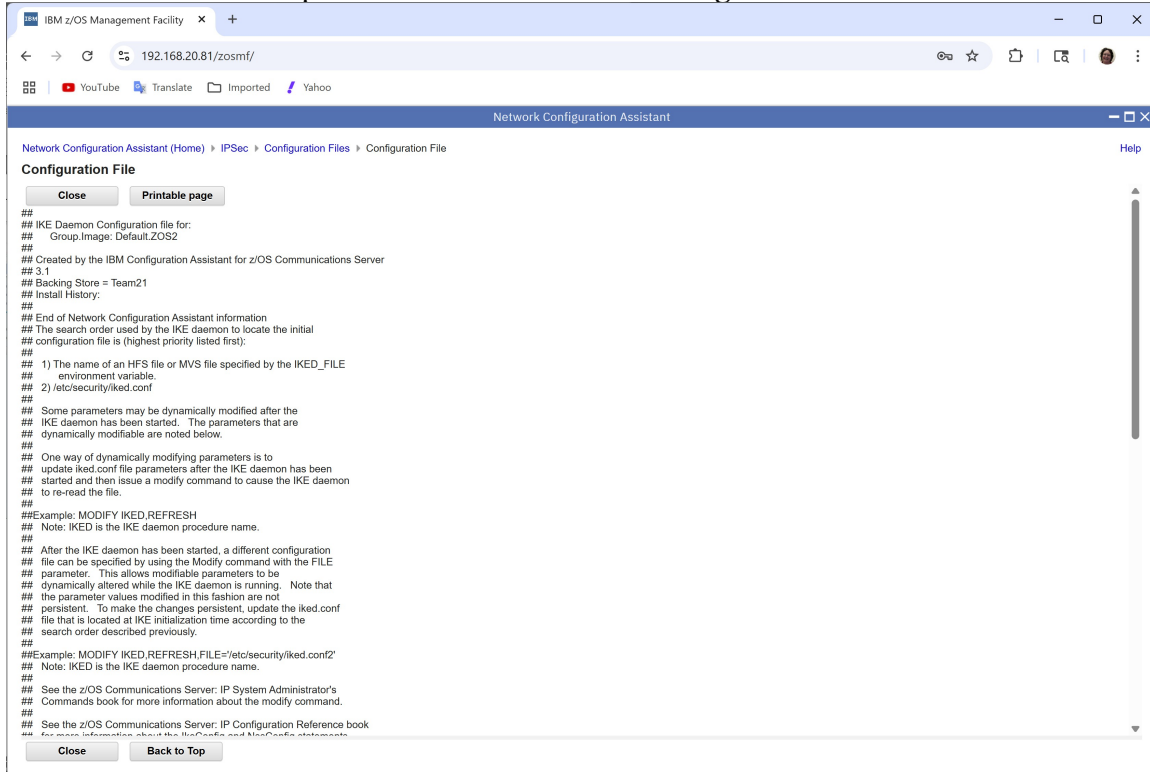 IBM z/OS Management Facility
192.168.20.81/zosmf/
YouTube Translate Imported Yahoo
Network Configuration Assistant
Network Configuration Assistant (Home) IPSec Configuration Files Configuration File Help
Configuration File
Close Printable page
##
## IKE Daemon Configuration file for:
## Group.Image: Default.ZOS2
##
## Created by the IBM Configuration Assistant for z/OS Communications Server
## 3.1
## Backing Store = Team21
## Install History:
##
## End of Network Configuration Assistant information
## The search order used by the IKE daemon to locate the initial
## configuration file is (highest priority listed first):
##
## 1) The name of an HFS file or MVS file specified by the IKED_FILE
## environment variable.
## 2) /etc/security/iked.conf
##
## Some parameters may be dynamically modified after the
## IKE daemon has been started. The parameters that are
## dynamically modifiable are noted below.
##
## One way of dynamically modifying parameters is to
## update iked.conf file parameters after the IKE daemon has been
## started and then issue a modify command to cause the IKE daemon
## to re-read the file.
##
##Example: MODIFY IKED,REFRESH
## Note: IKED is the IKE daemon procedure name.
##
## After the IKE daemon has been started, a different configuration
## file can be specified by using the Modify command with the FILE
## parameter. This allows modifiable parameters to be
## dynamically altered while the IKE daemon is running. Note that
## the parameter values modified in this fashion are not
## persistent. To make the changes persistent, update the iked.conf
## file that is located at IKE initialization time according to the
## search order described previously.
##
##Example: MODIFY IKED,REFRESH,FILE='/etc/security/iked.conf2'
## Note: IKED is the IKE daemon procedure name.
##
## See the z/OS Communications Server: IP System Administrator's
## Commands book for more information about the modify command.
##
## See the z/OS Communications Server: IP Configuration Reference book
## for more information about the IkeConfig and NssConfig statements
Close Back to Top